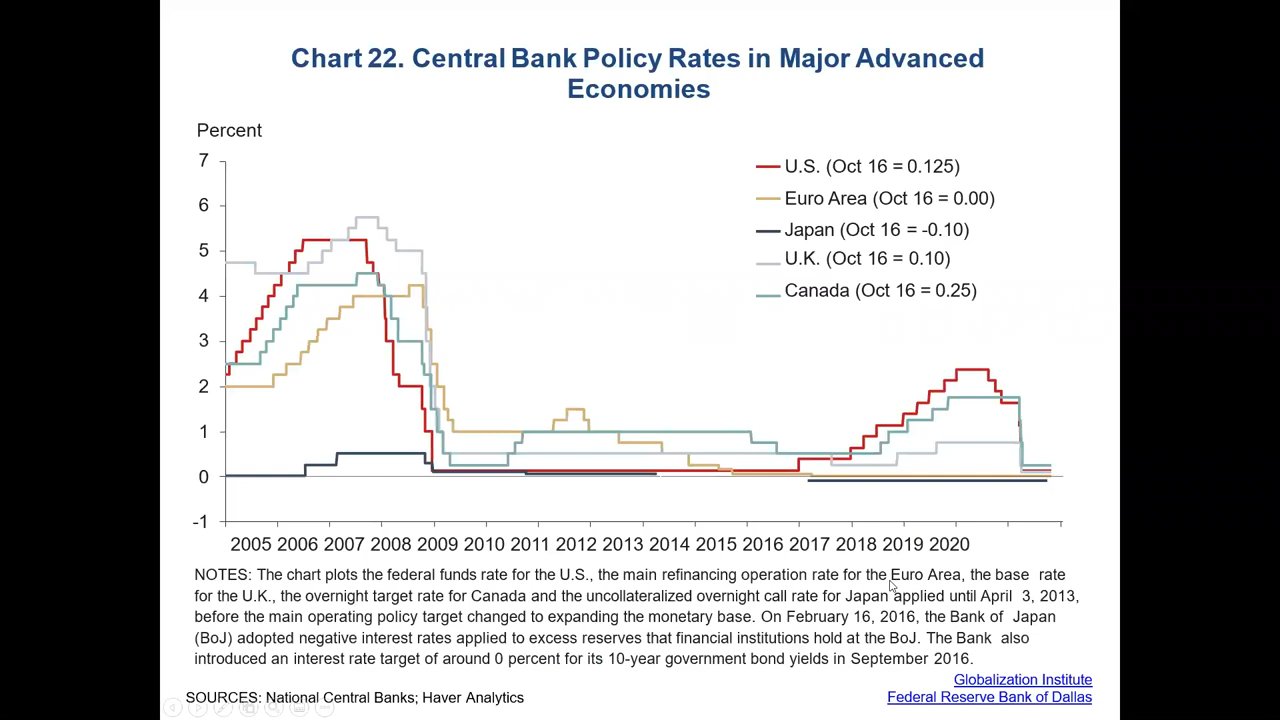 Chart 22. Central Bank Policy Rates in Major Advanced
Economies
Percent
7
6
5
4
3
2
1
0
-1
U.S. (Oct 16 = 0.125)
Euro Area (Oct 16 = 0.00)
Japan (Oct 16 = -0.10)
U.K. (Oct 16 = 0.10)
Canada (Oct 16 = 0.25)
2005 2006 2007 2008 2009 2010 2011 2012 2013 2014 2015 2016 2017 2018 2019 2020
NOTES: The chart plots the federal funds rate for the U.S., the main refinancing operation rate for the Euro Area, the base rate
for the U.K., the overnight target rate for Canada and the uncollateralized overnight call rate for Japan applied until April 3, 2013,
before the main operating policy target changed to expanding the monetary base. On February 16, 2016, the Bank of Japan
(BoJ) adopted negative interest rates applied to excess reserves that financial institutions hold at the BoJ. The Bank also
introduced an interest rate target of around 0 percent for its 10-year government bond yields in September 2016.
Globalization Institute
SOURCES: National Central Banks; Haver Analytics
Federal Reserve Bank of Dallas